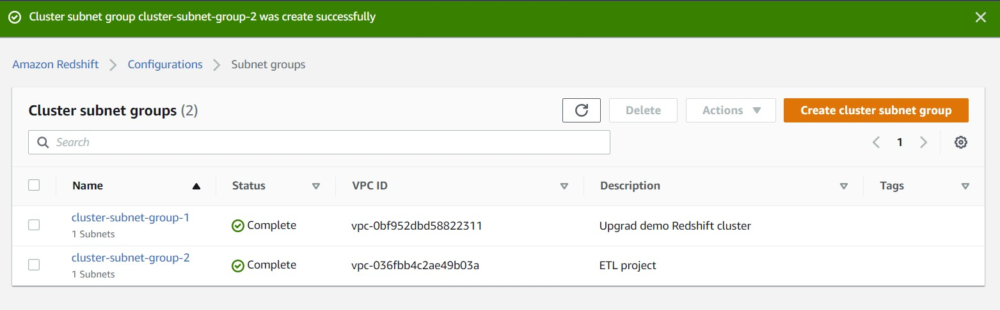 Cluster subnet group cluster-subnet-group-2 was create successfully
Amazon Redshift Configurations Subnet groups
Cluster subnet groups (2) Delete Actions Create cluster subnet group
Search 1
Name Status VPC ID Description Tags
cluster-subnet-group-1 Complete vpc-0bf952dbd58822311 Upgrad demo Redshift cluster
1 Subnets
cluster-subnet-group-2 Complete vpc-036fbb4c2ae49b03a ETL project
1 Subnets